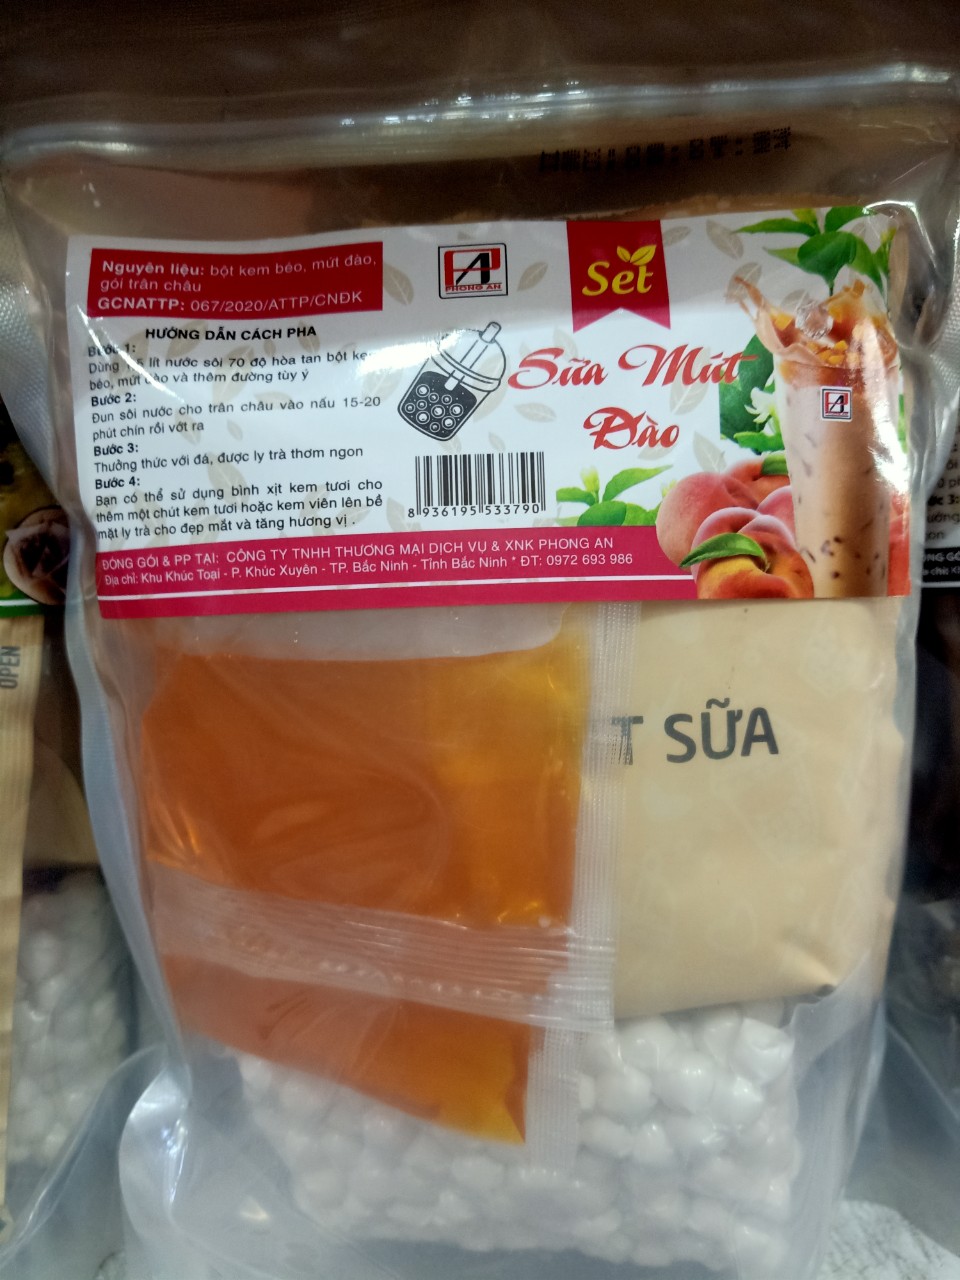 Nguyên liệu: bột kem béo, mứt đào,
gói trân châu
GCNATTP: 067/2020/ATTP/CNĐK
PHONG AN
Set
HƯỚNG DẪN CÁCH PHA
Bước 1:
Dùng lít nước sôi 70 độ hòa tan bột
béo, mứt đào và thêm đường tùy ý
Bước 2:
Đun sôi nước cho trân châu vào nấu 15-20
phút chín rồi vớt ra
Bước 3:
Thưởng thức với đá, được ly trà thơm ngon
Bước 4:
Bạn có thể sử dụng bình xịt kem tươi cho
thêm một chút kem tươi hoặc kem viên lên bề
mặt ly trà cho đẹp mắt và tăng hương vị .
Sữa Mứt
Đào
8 936195 533790
ĐÓNG GÓI & PP TẠI: CÔNG TY TNHH THƯƠNG MẠI DỊCH VỤ & XNK PHONG AN
Địa chỉ: Khu Khúc Toại - P. Khúc Xuyên - TP. Bắc Ninh - Tỉnh Bắc Ninh * ĐT: 0972 693 986
T SỮA
OPEN